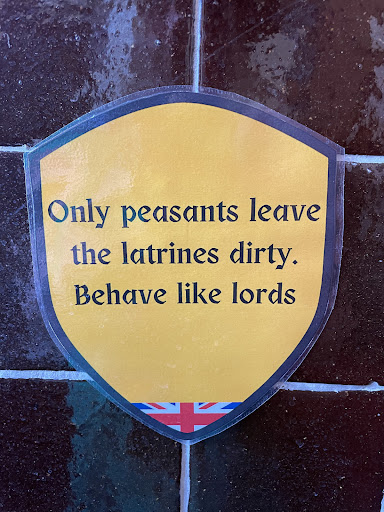 Only peasants leave
the latrines dirty.
Behave like lords